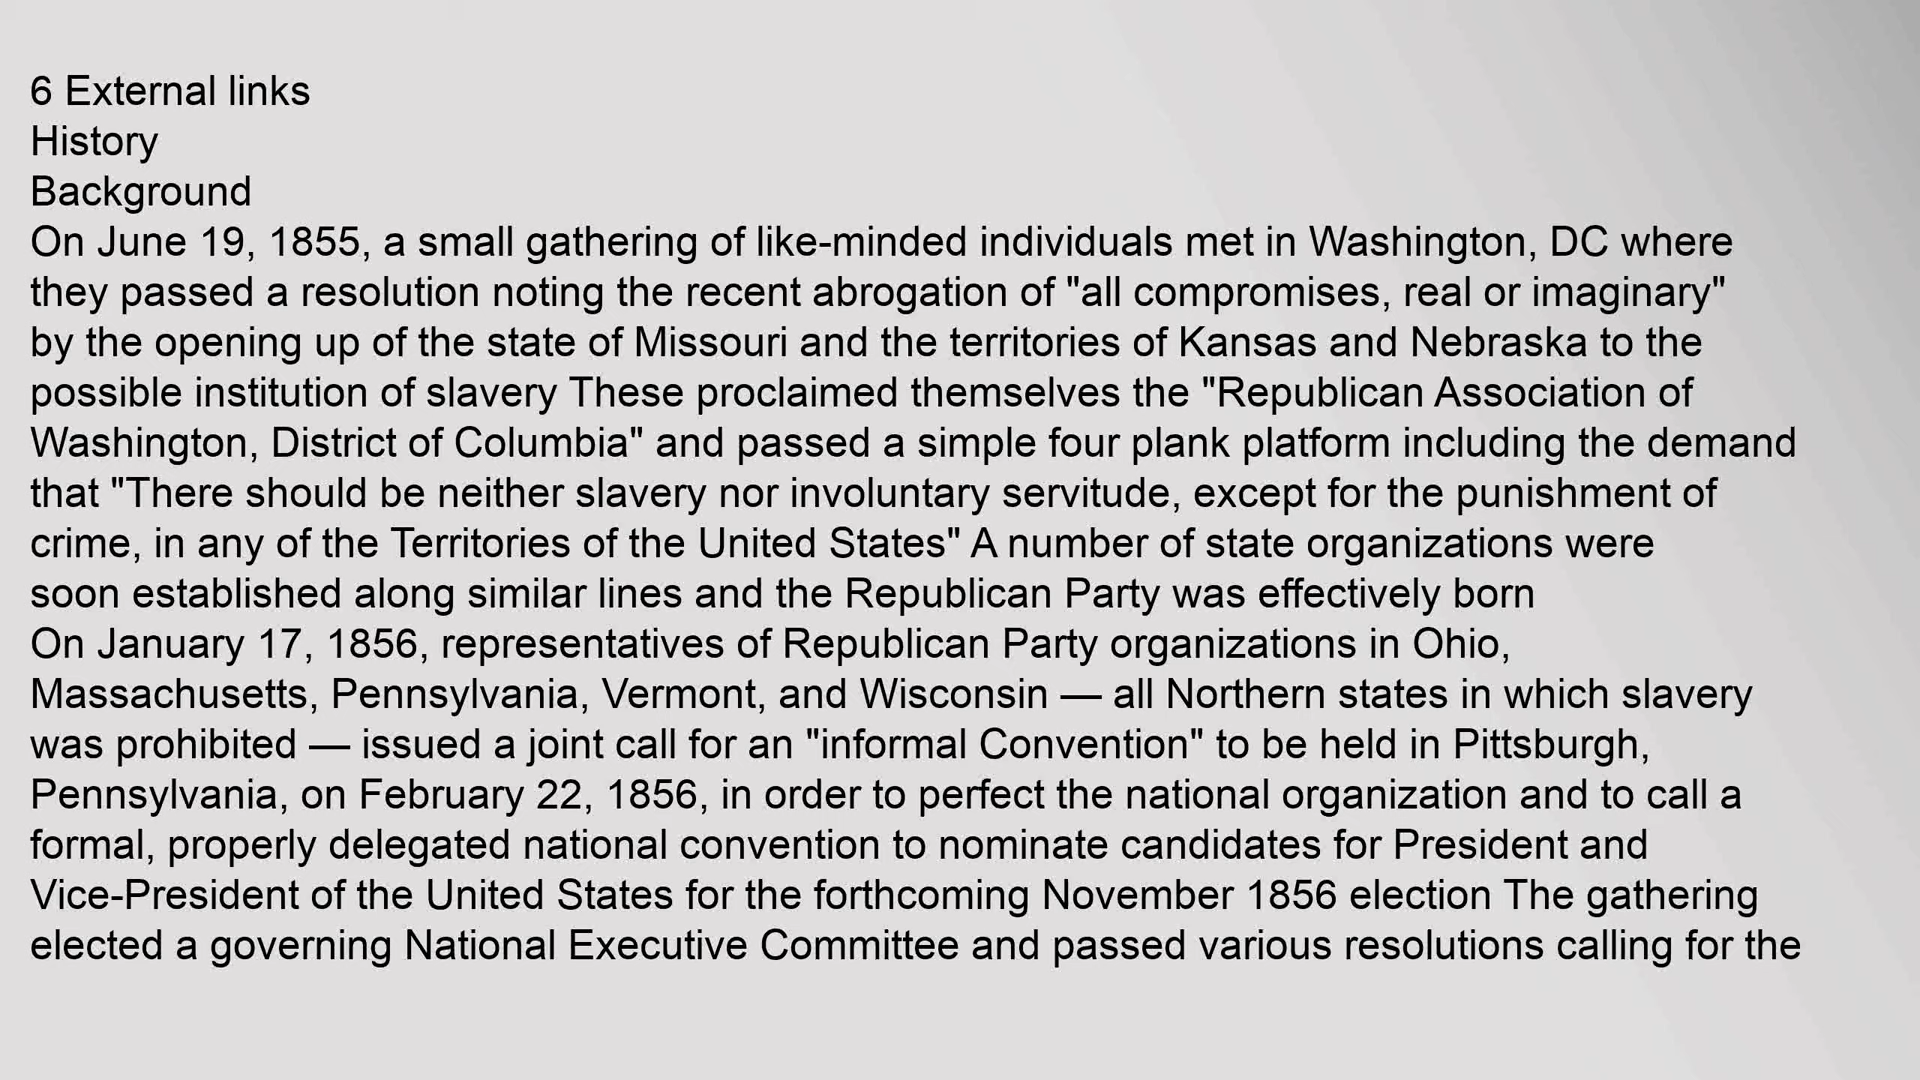 6 External links
History
Background
On June 19, 1855, a small gathering of like-minded individuals met in Washington, DC where
they passed a resolution noting the recent abrogation of "all compromises, real or imaginary"
by the opening up of the state of Missouri and the territories of Kansas and Nebraska to the
possible institution of slavery These proclaimed themselves the "Republican Association of
Washington, District of Columbia" and passed a simple four plank platform including the demand
that "There should be neither slavery nor involuntary servitude, except for the punishment of
crime, in any of the Territories of the United States" A number of state organizations were
soon established along similar lines and the Republican Party was effectively born
On January 17, 1856, representatives of Republican Party organizations in Ohio,
Massachusetts, Pennsylvania, Vermont, and Wisconsin — all Northern states in which slavery
was prohibited — issued a joint call for an "informal Convention" to be held in Pittsburgh,
Pennsylvania, on February 22, 1856, in order to perfect the national organization and to call a
formal, properly delegated national convention to nominate candidates for President and
Vice-President of the United States for the forthcoming November 1856 election The gathering
elected a governing National Executive Committee and passed various resolutions calling for the